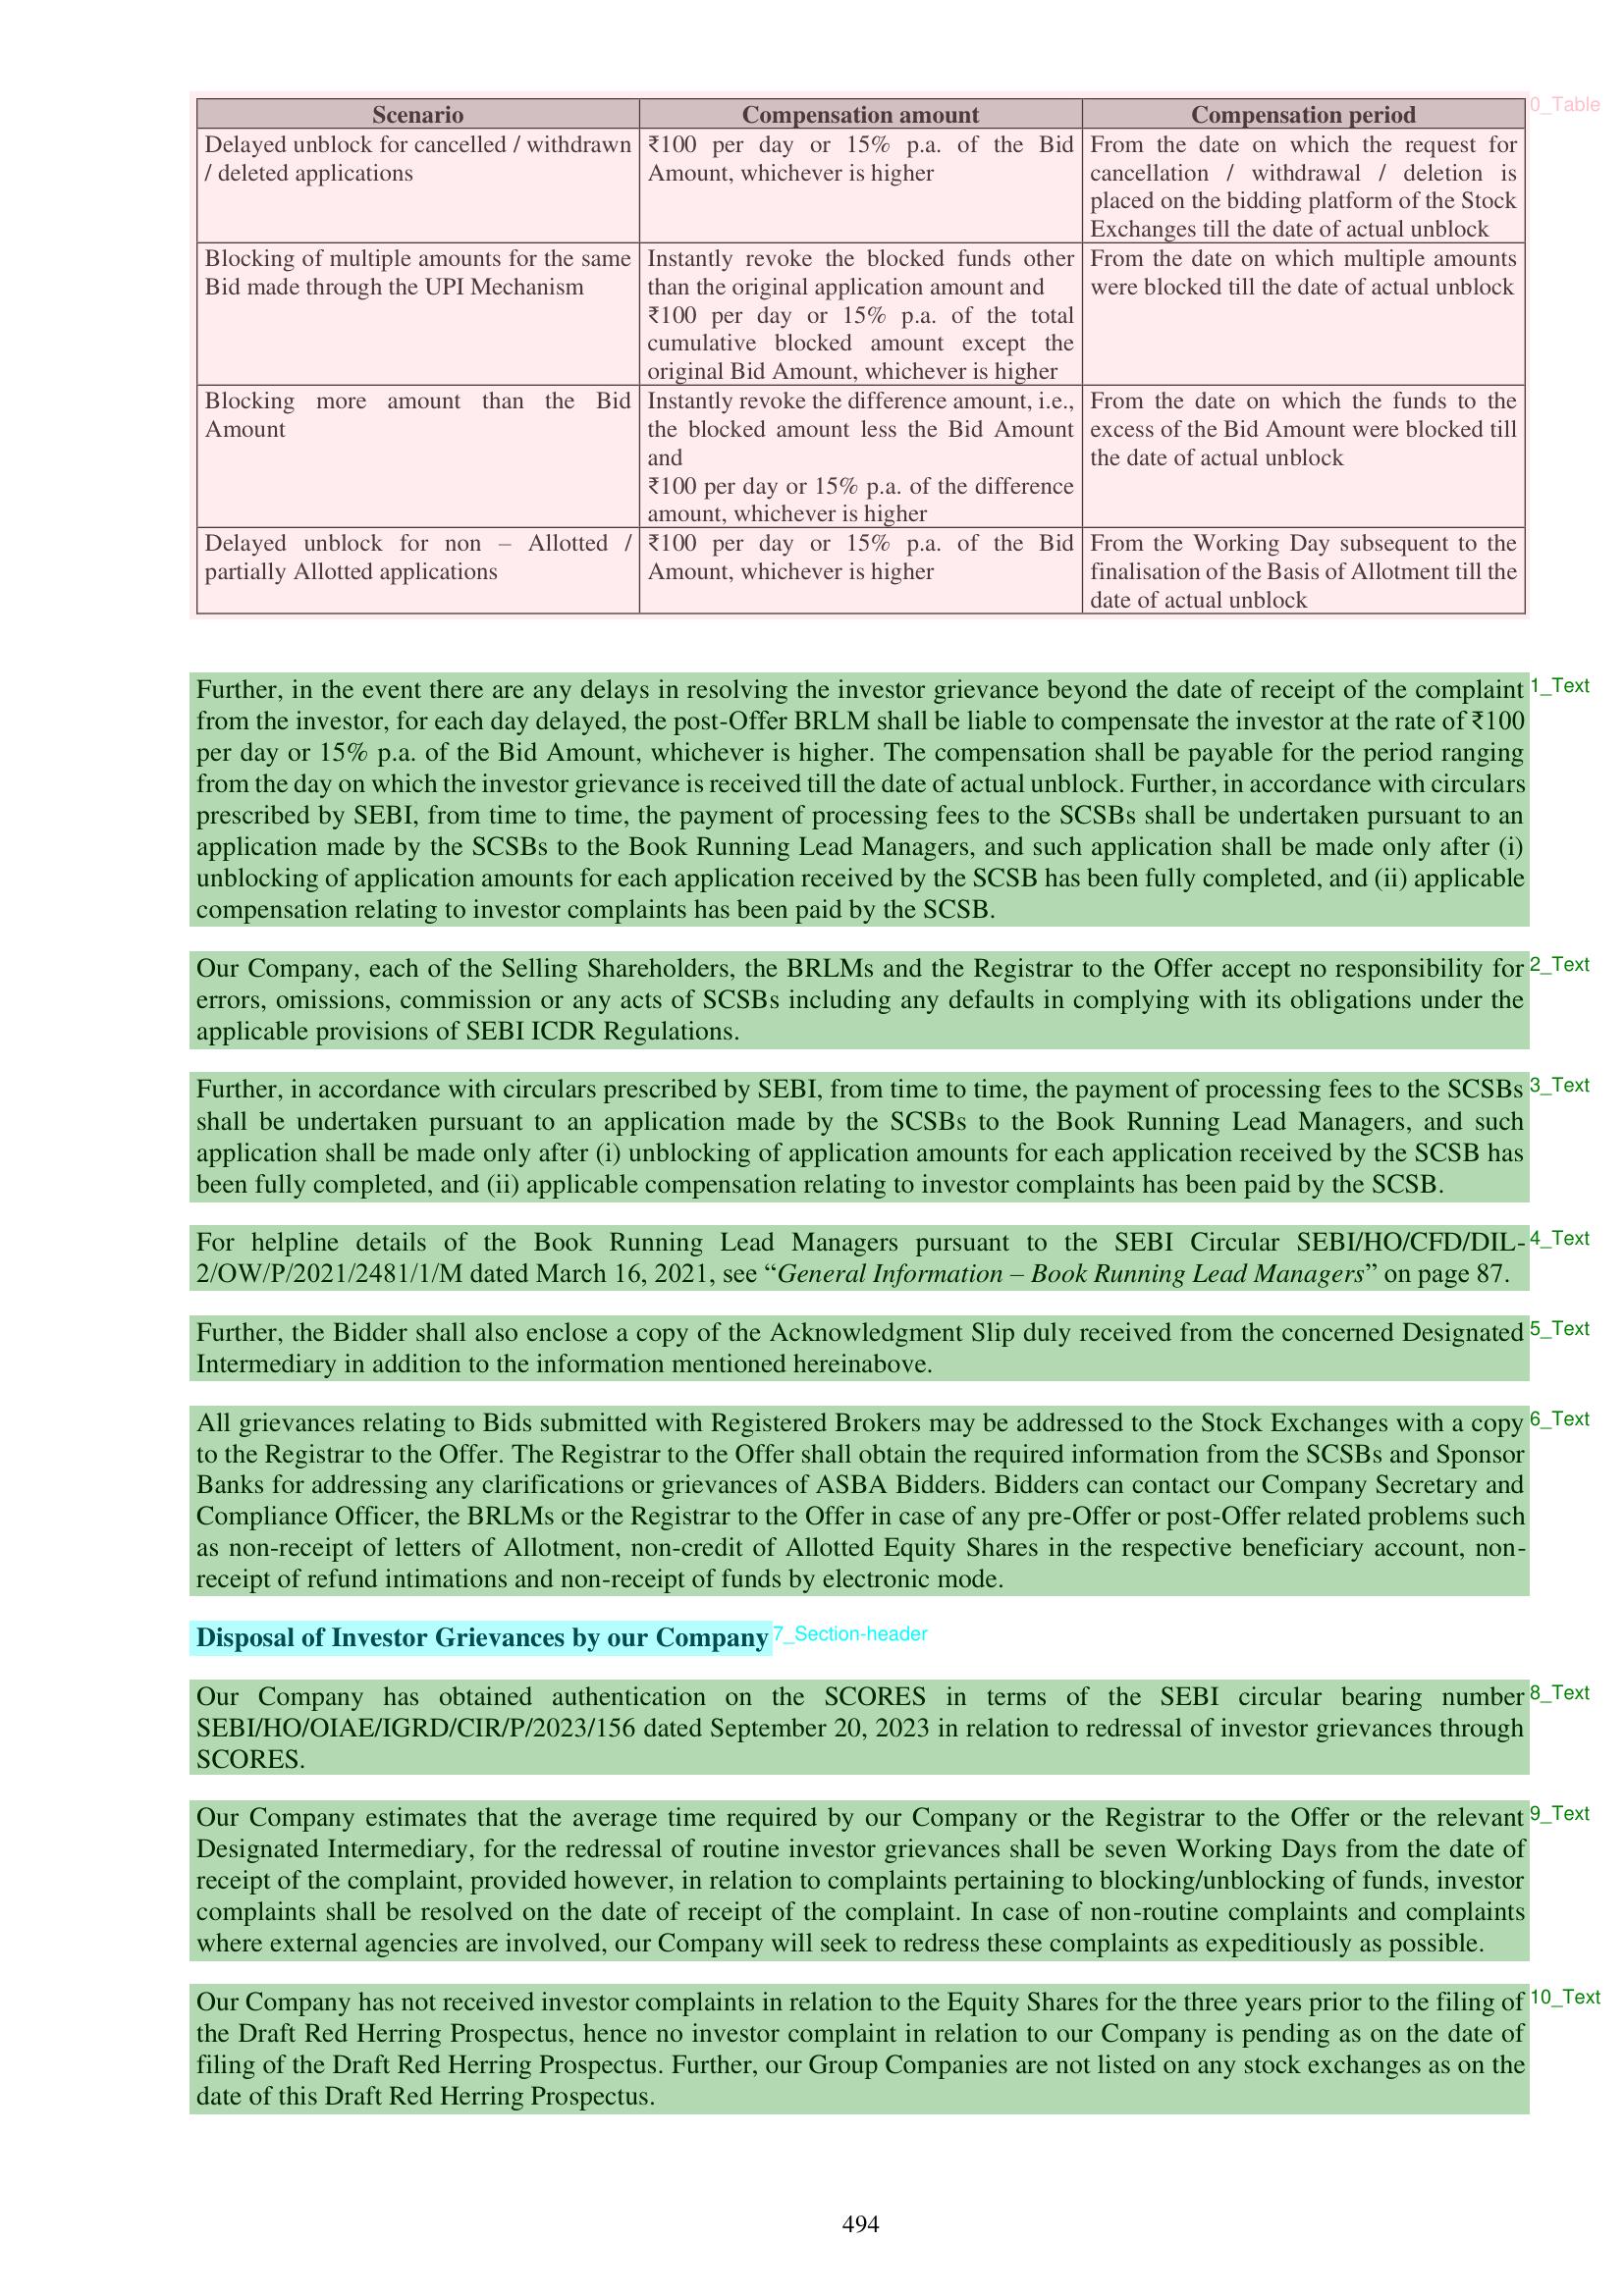 Scenario Compensation amount Compensation period
0_Table
Delayed unblock for cancelled / withdrawn
/ deleted applications
₹100 per day or 15% p.a. of the Bid
Amount, whichever is higher
From the date on which the request for
cancellation / withdrawal / deletion is
placed on the bidding platform of the Stock
Exchanges till the date of actual unblock
Blocking of multiple amounts for the same
Bid made through the UPI Mechanism
Instantly revoke the blocked funds other
than the original application amount and
₹100 per day or 15% p.a. of the total
cumulative blocked amount except the
original Bid Amount, whichever is higher
From the date on which multiple amounts
were blocked till the date of actual unblock
Blocking more amount than the Bid
Amount
Instantly revoke the difference amount, i.e.,
the blocked amount less the Bid Amount
and
₹100 per day or 15% p.a. of the difference
amount, whichever is higher
From the date on which the funds to the
excess of the Bid Amount were blocked till
the date of actual unblock
Delayed unblock for non – Allotted /
partially Allotted applications
₹100 per day or 15% p.a. of the Bid
Amount, whichever is higher
From the Working Day subsequent to the
finalisation of the Basis of Allotment till the
date of actual unblock
Further, in the event there are any delays in resolving the investor grievance beyond the date of receipt of the complaint
1_Text
from the investor, for each day delayed, the post-Offer BRLM shall be liable to compensate the investor at the rate of ₹100
per day or 15% p.a. of the Bid Amount, whichever is higher. The compensation shall be payable for the period ranging
from the day on which the investor grievance is received till the date of actual unblock. Further, in accordance with circulars
prescribed by SEBI, from time to time, the payment of processing fees to the SCSBs shall be undertaken pursuant to an
application made by the SCSBs to the Book Running Lead Managers, and such application shall be made only after (i)
unblocking of application amounts for each application received by the SCSB has been fully completed, and (ii) applicable
compensation relating to investor complaints has been paid by the SCSB.
Our Company, each of the Selling Shareholders, the BRLMs and the Registrar to the Offer accept no responsibility for
2_Text
errors, omissions, commission or any acts of SCSBs including any defaults in complying with its obligations under the
applicable provisions of SEBI ICDR Regulations.
Further, in accordance with circulars prescribed by SEBI, from time to time, the payment of processing fees to the SCSBs
3_Text
shall be undertaken pursuant to an application made by the SCSBs to the Book Running Lead Managers, and such
application shall be made only after (i) unblocking of application amounts for each application received by the SCSB has
been fully completed, and (ii) applicable compensation relating to investor complaints has been paid by the SCSB.
For helpline details of the Book Running Lead Managers pursuant to the SEBI Circular SEBI/HO/CFD/DIL-
4_Text
2/OW/P/2021/2481/1/M dated March 16, 2021, see “General Information – Book Running Lead Managers” on page 87.
Further, the Bidder shall also enclose a copy of the Acknowledgment Slip duly received from the concerned Designated
5_Text
Intermediary in addition to the information mentioned hereinabove.
All grievances relating to Bids submitted with Registered Brokers may be addressed to the Stock Exchanges with a copy
6_Text
to the Registrar to the Offer. The Registrar to the Offer shall obtain the required information from the SCSBs and Sponsor
Banks for addressing any clarifications or grievances of ASBA Bidders. Bidders can contact our Company Secretary and
Compliance Officer, the BRLMs or the Registrar to the Offer in case of any pre-Offer or post-Offer related problems such
as non-receipt of letters of Allotment, non-credit of Allotted Equity Shares in the respective beneficiary account, non-
receipt of refund intimations and non-receipt of funds by electronic mode.
Disposal of Investor Grievances by our Company
7_Section-header
Our Company has obtained authentication on the SCORES in terms of the SEBI circular bearing number
8_Text
SEBI/HO/OIAE/IGRD/CIR/P/2023/156 dated September 20, 2023 in relation to redressal of investor grievances through
SCORES.
Our Company estimates that the average time required by our Company or the Registrar to the Offer or the relevant
9_Text
Designated Intermediary, for the redressal of routine investor grievances shall be seven Working Days from the date of
receipt of the complaint, provided however, in relation to complaints pertaining to blocking/unblocking of funds, investor
complaints shall be resolved on the date of receipt of the complaint. In case of non-routine complaints and complaints
where external agencies are involved, our Company will seek to redress these complaints as expeditiously as possible.
Our Company has not received investor complaints in relation to the Equity Shares for the three years prior to the filing of
10_Text
the Draft Red Herring Prospectus, hence no investor complaint in relation to our Company is pending as on the date of
filing of the Draft Red Herring Prospectus. Further, our Group Companies are not listed on any stock exchanges as on the
date of this Draft Red Herring Prospectus.
494